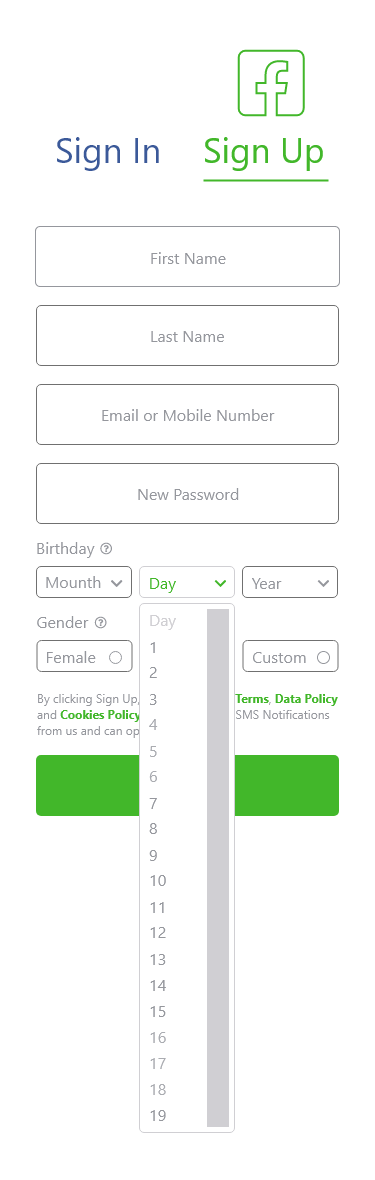 Sign In Sign Up
First Name
Last Name
Email or Mobile Number
New Password
Birthday
Mounth Day Year
Gender
Female Custom
By clicking Sign Up, Terms, Data Policy
and Cookies Policy SMS Notifications
from us and can op
Day
1
2
3
4
5
6
7
8
9
10
11
12
13
14
15
16
17
18
19